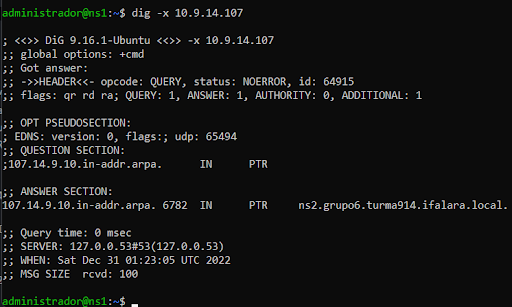 administrador@ns1:~$ dig -x 10.9.14.107
; <<>> DiG 9.16.1-Ubuntu <<>> -x 10.9.14.107
;; global options: +cmd
;; Got answer:
;; ->>HEADER<<- opcode: QUERY, status: NOERROR, id: 64915
;; flags: qr rd ra; QUERY: 1, ANSWER: 1, AUTHORITY: 0, ADDITIONAL: 1
;; OPT PSEUDOSECTION:
; EDNS: version: 0, flags:; udp: 65494
;; QUESTION SECTION:
;107.14.9.10.in-addr.arpa. IN PTR
;; ANSWER SECTION:
107.14.9.10.in-addr.arpa. 6782 IN PTR ns2.grupo6.turma914.ifalara.local.
;; Query time: 0 msec
;; SERVER: 127.0.0.53#53(127.0.0.53)
;; WHEN: Sat Dec 31 01:23:05 UTC 2022
;; MSG SIZE rcvd: 100
administrador@ns1:~$